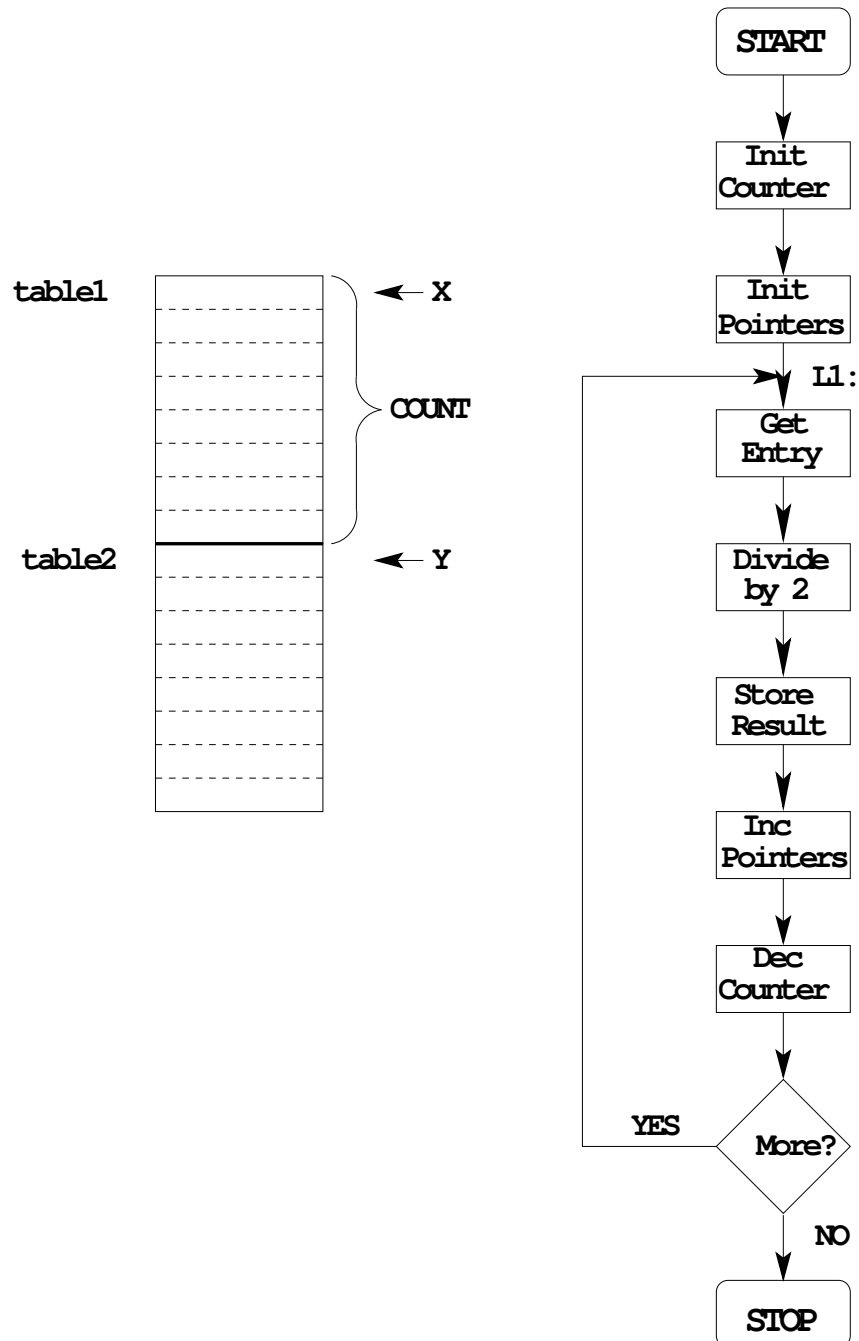 START
Init
Counter
table1
X
Init
Pointers
L1:
COUNT
Get
Entry
table2
Y
Divide
by 2
Store
Result
Inc
Pointers
Dec
Counter
YES
More?
NO
STOP